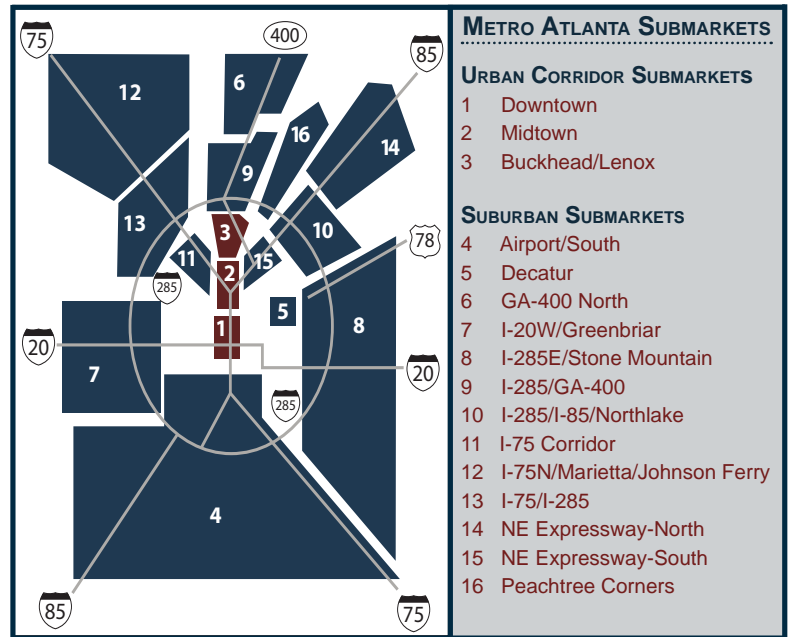 75
400
85
12
6
16
14
9
13
10
3
11
15
78
2
285
5
1
8
20
7
20
285
4
85
75
METRO ATLANTA SUBMARKETS
URBAN CORRIDOR SUBMARKETS
1 Downtown
2 Midtown
3 Buckhead/Lenox
SUBURBAN SUBMARKETS
4 Airport/South
5 Decatur
6 GA-400 North
7 I-20W/Greenbriar
8 I-285E/Stone Mountain
9 I-285/GA-400
10 I-285/I-85/Northlake
11 I-75 Corridor
12 I-75N/Marietta/Johnson Ferry
13 I-75/I-285
14 NE Expressway-North
15 NE Expressway-South
16 Peachtree Corners